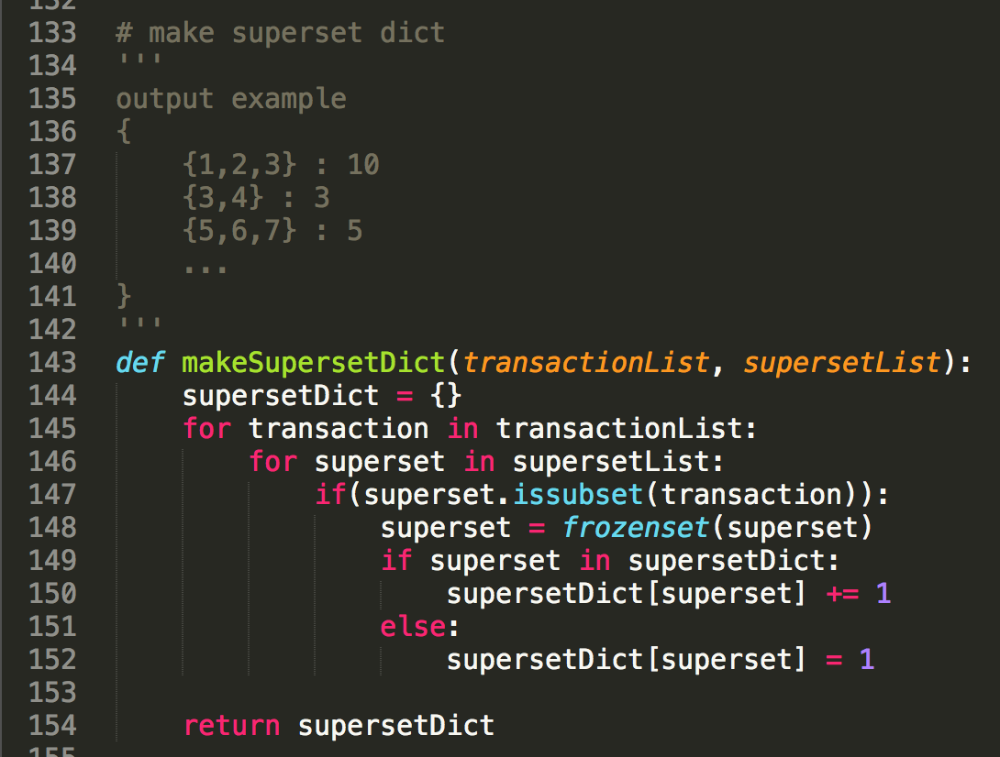 132
133 # make superset dict
134 '''
135 output example
136 {
137     {1,2,3} : 10
138     {3,4} : 3
139     {5,6,7} : 5
140     ...
141 }
142 '''
143 def makeSupersetDict(transactionList, supersetList):
144     supersetDict = {}
145     for transaction in transactionList:
146         for superset in supersetList:
147             if(superset.issubset(transaction)):
148                 superset = frozenset(superset)
149                 if superset in supersetDict:
150                     supersetDict[superset] += 1
151                 else:
152                     supersetDict[superset] = 1
153
154     return supersetDict
155